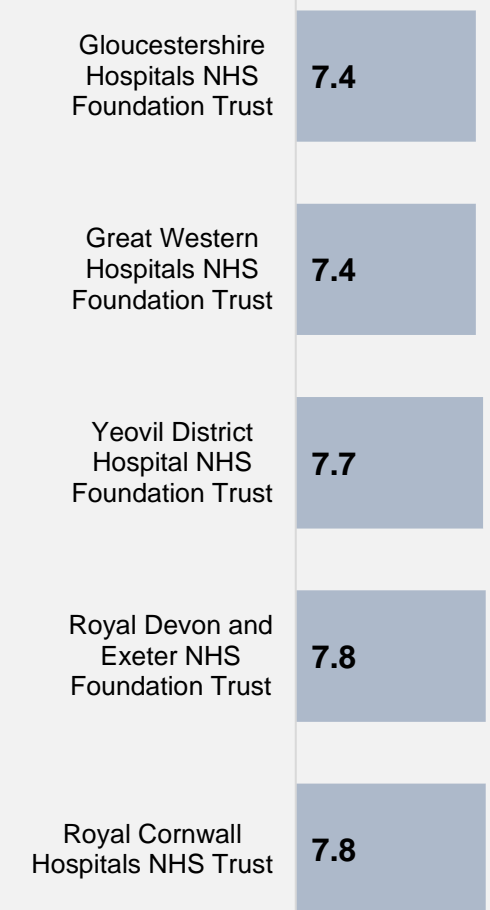 Gloucestershire
Hospitals NHS
Foundation Trust
7.4
Great Western
Hospitals NHS
Foundation Trust
7.4
Yeovil District
Hospital NHS
Foundation Trust
7.7
Royal Devon and
Exeter NHS
Foundation Trust
7.8
Royal Cornwall
Hospitals NHS Trust
7.8